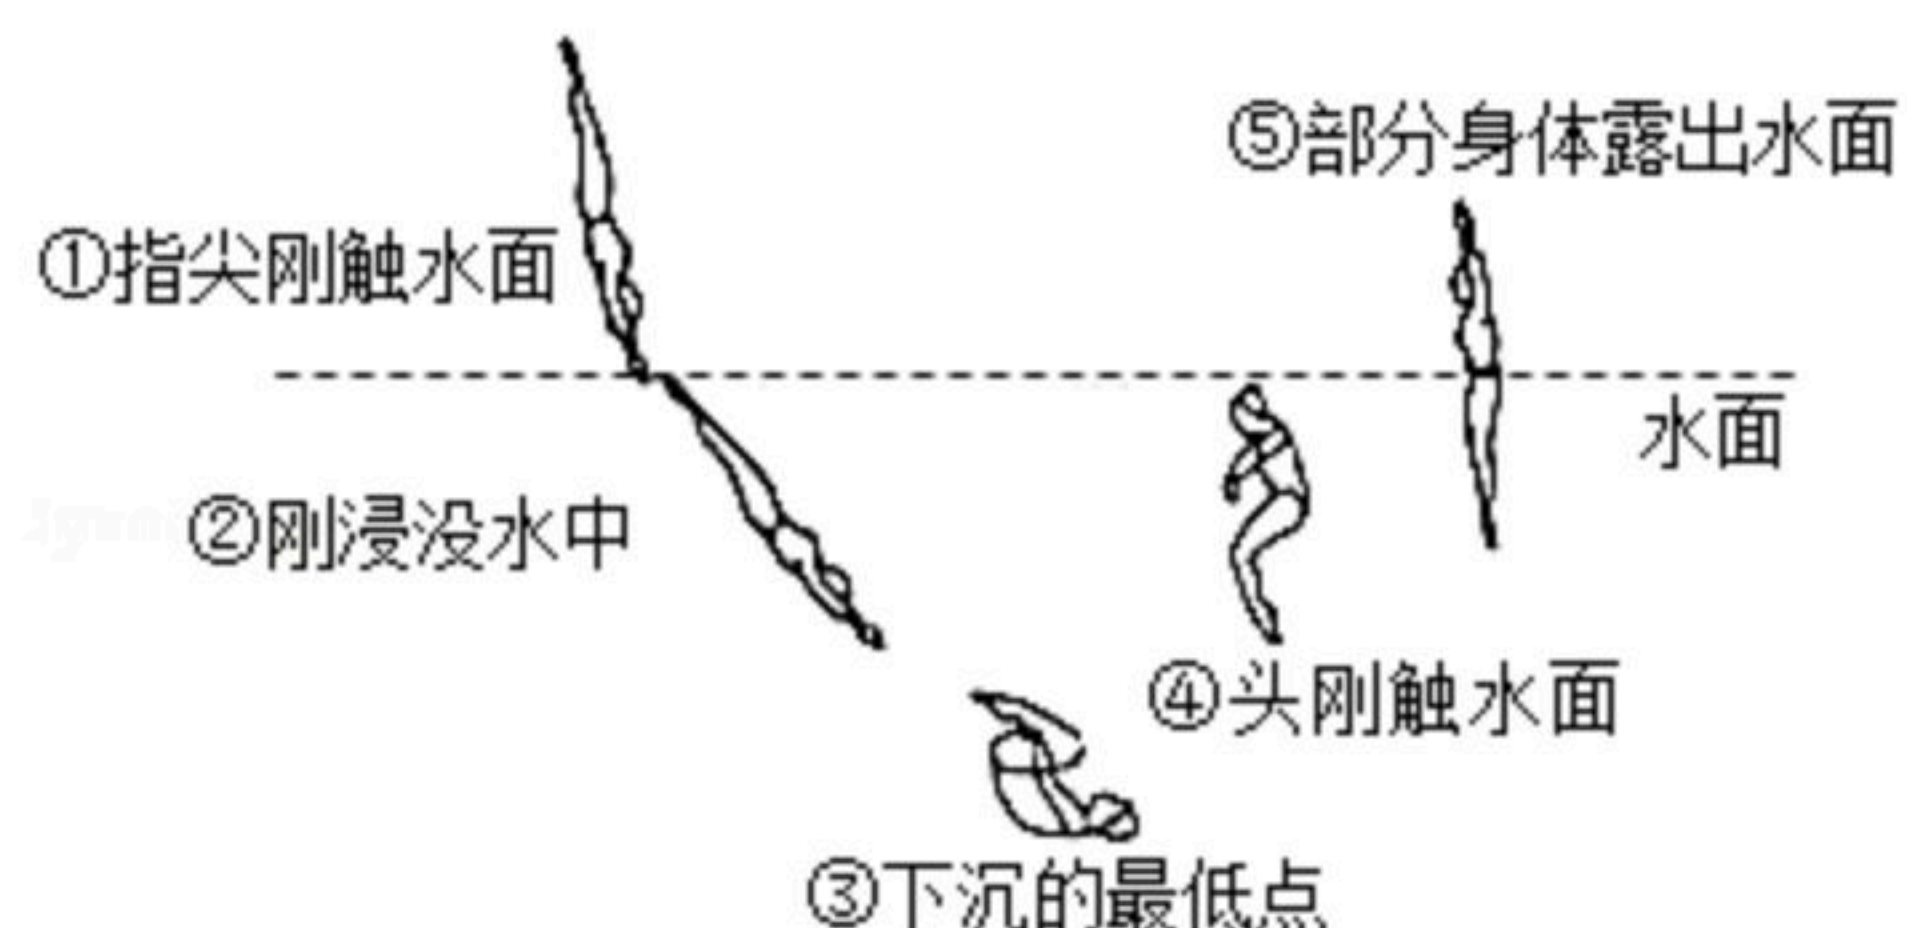 ⑤部分身体露出水面
①指尖刚触水面
水面
②刚浸没水中
④头刚触水面
③下沉的最低点